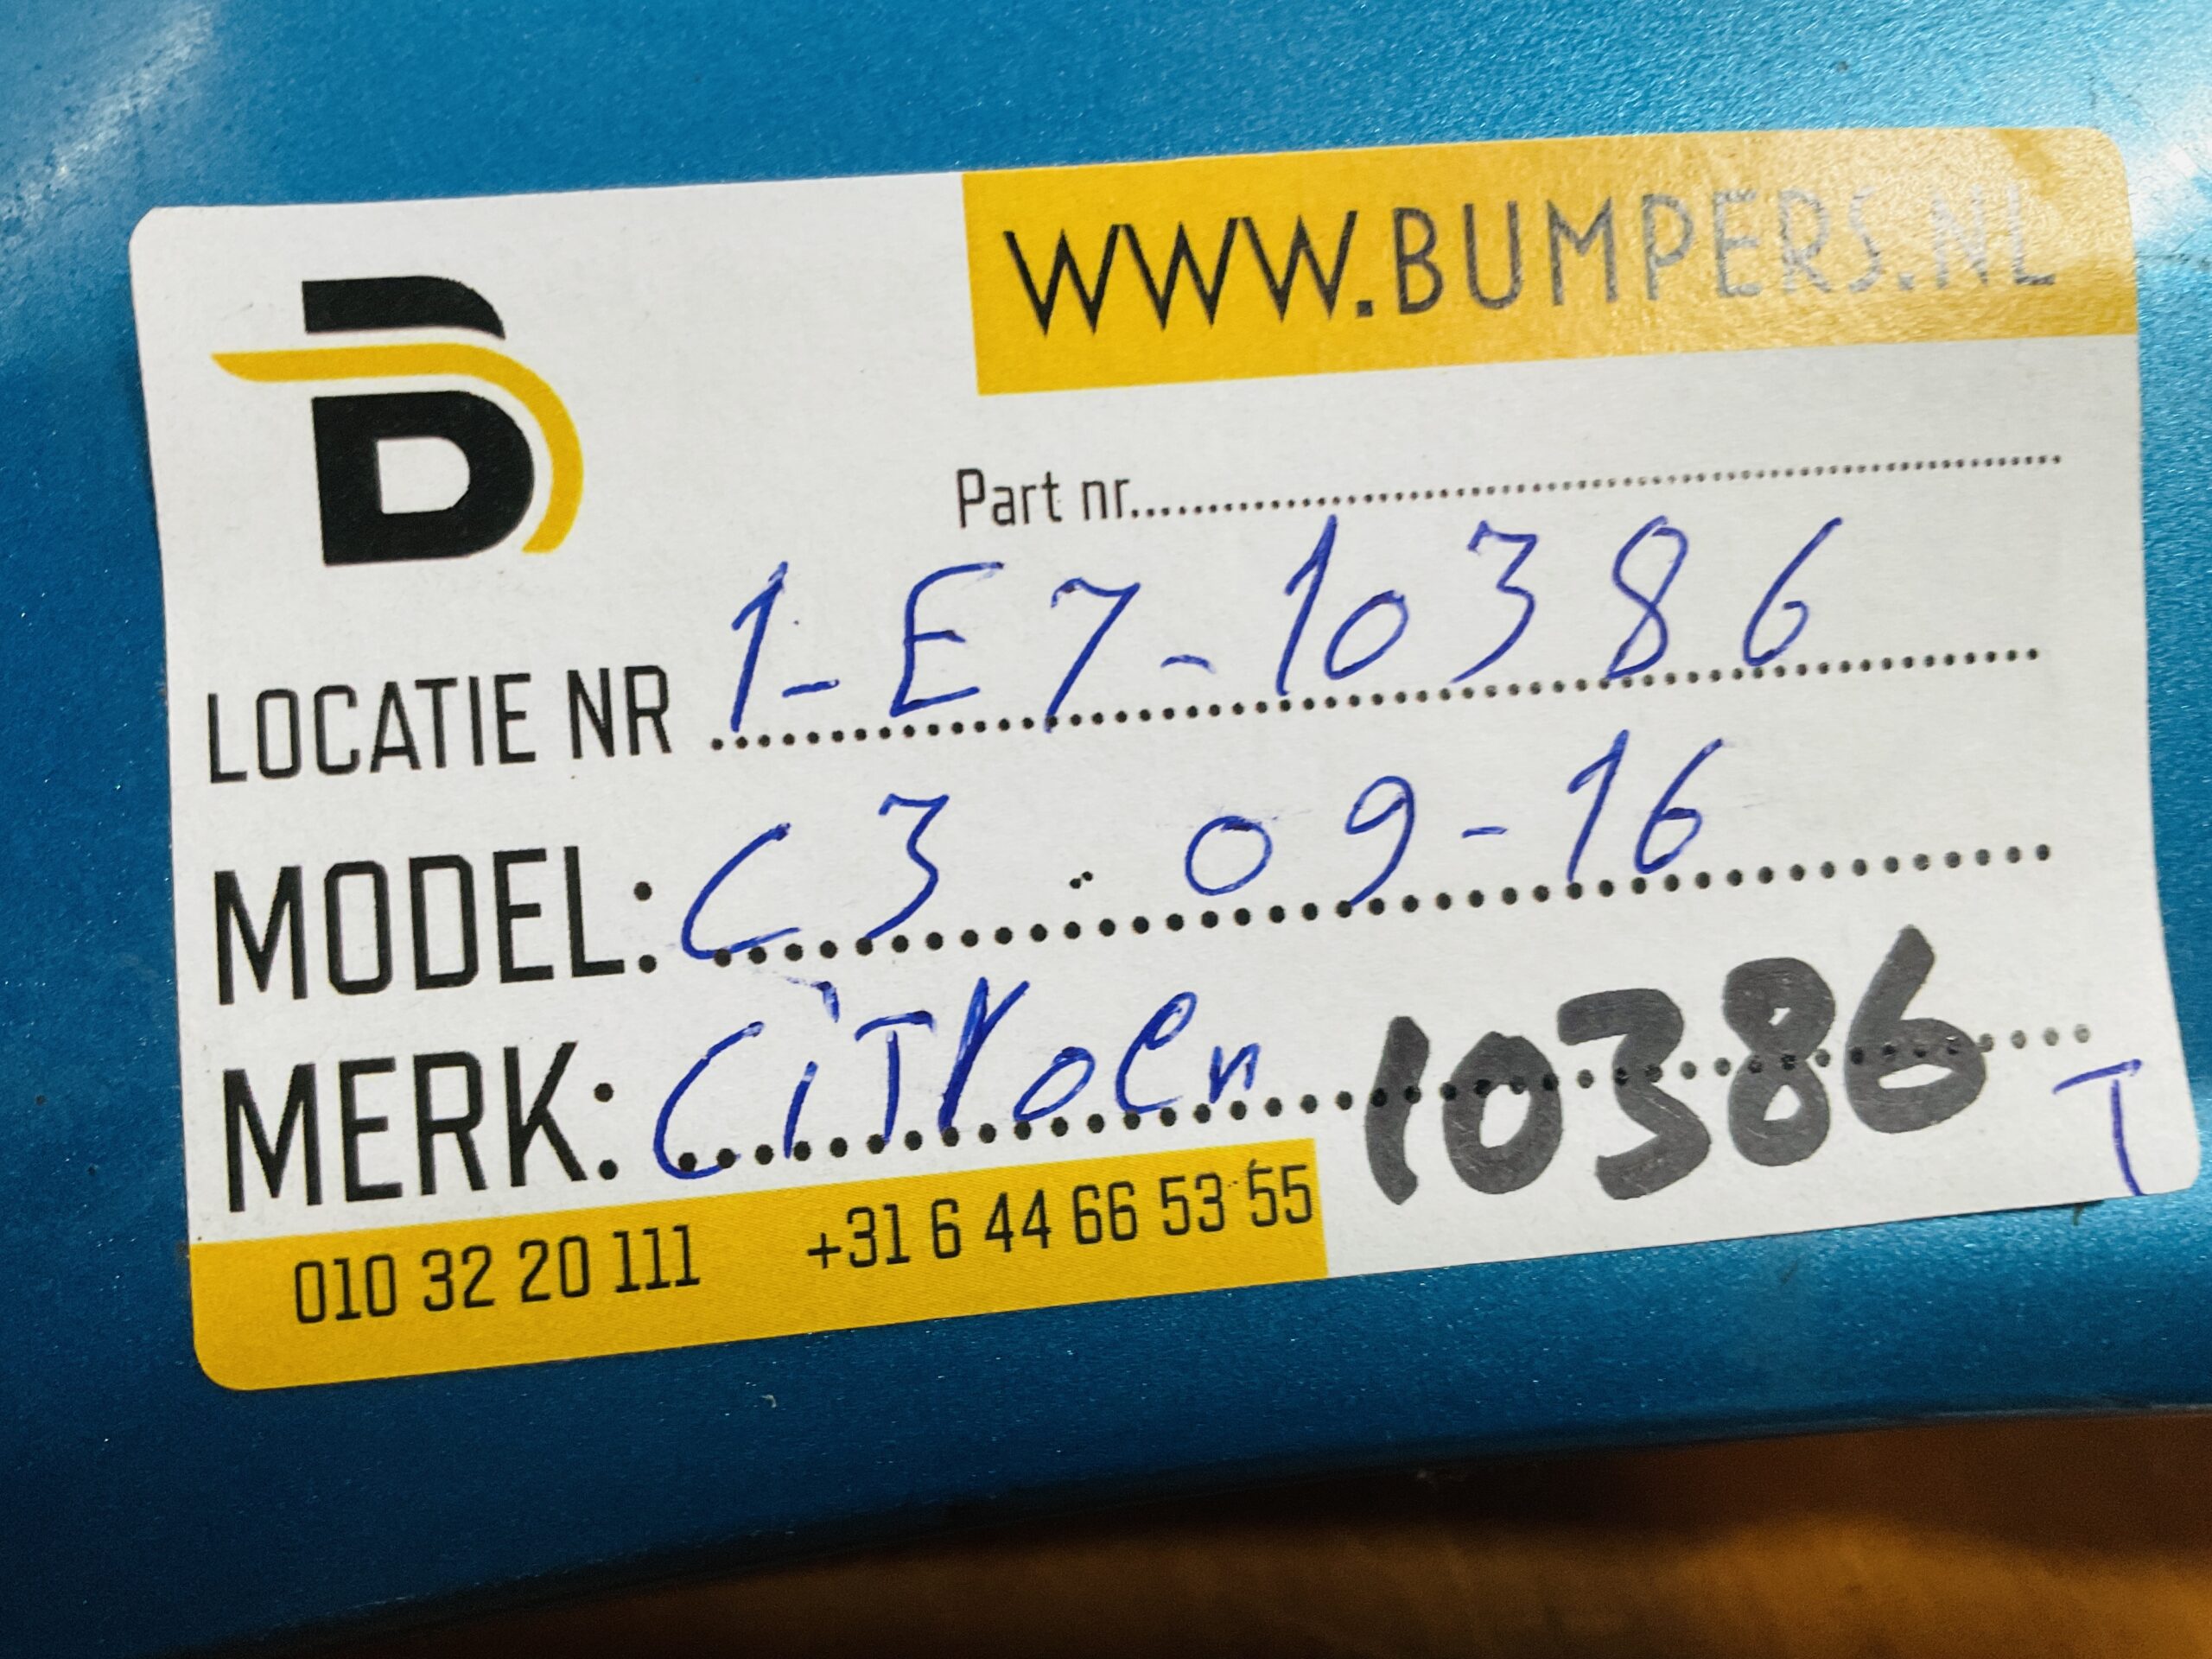 WWW.BUMPERS.NL
B
Part nr.
LOCATIE NR 1-E7-10386
MODEL: C3 09-16
MERK: CiTroen 10386 T
010 32 20 111 +31 6 44 66 53 55